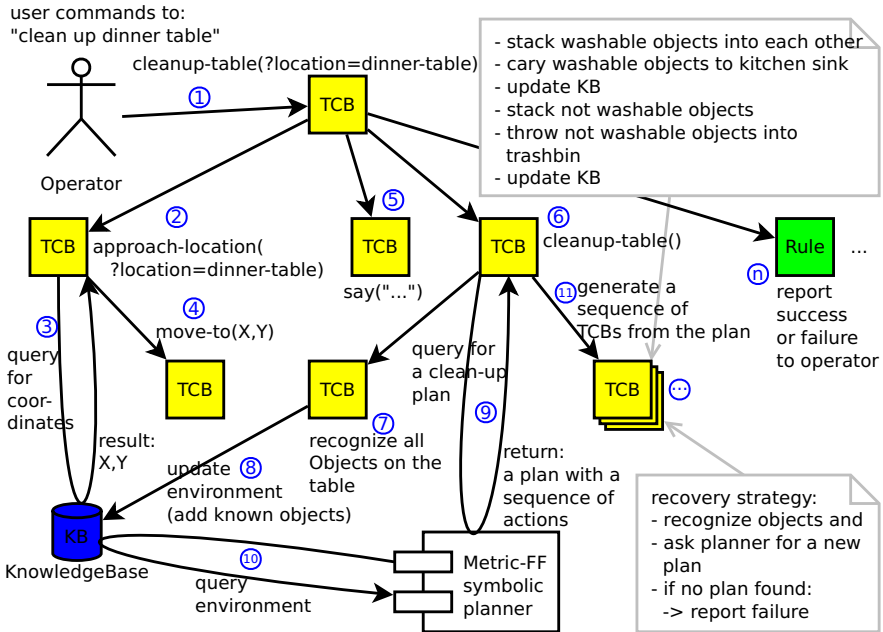 user commands to:
"clean up dinner table"
cleanup-table(?location=dinner-table)
- stack washable objects into each other
- cary washable objects to kitchen sink
- update KB
- stack not washable objects
- throw not washable objects into
trashbin
- update KB
1
TCB
Operator
2
TCB
approach-location(
?location=dinner-table)
5
TCB
say("...")
6
TCB
cleanup-table()
Rule
...
n
report
success
or failure
to operator
3
query
for
coor-
dinates
4
move-to(X,Y)
TCB
result:
X,Y
TCB
7
recognize all
Objects on the
table
query for
a clean-up
plan
9
11
generate a
sequence of
TCBs from the plan
TCB
...
return:
a plan with a
sequence of
actions
update
8
environment
(add known objects)
KB
KnowledgeBase
10
query
environment
Metric-FF
symbolic
planner
recovery strategy:
- recognize objects and
- ask planner for a new
plan
- if no plan found:
-> report failure